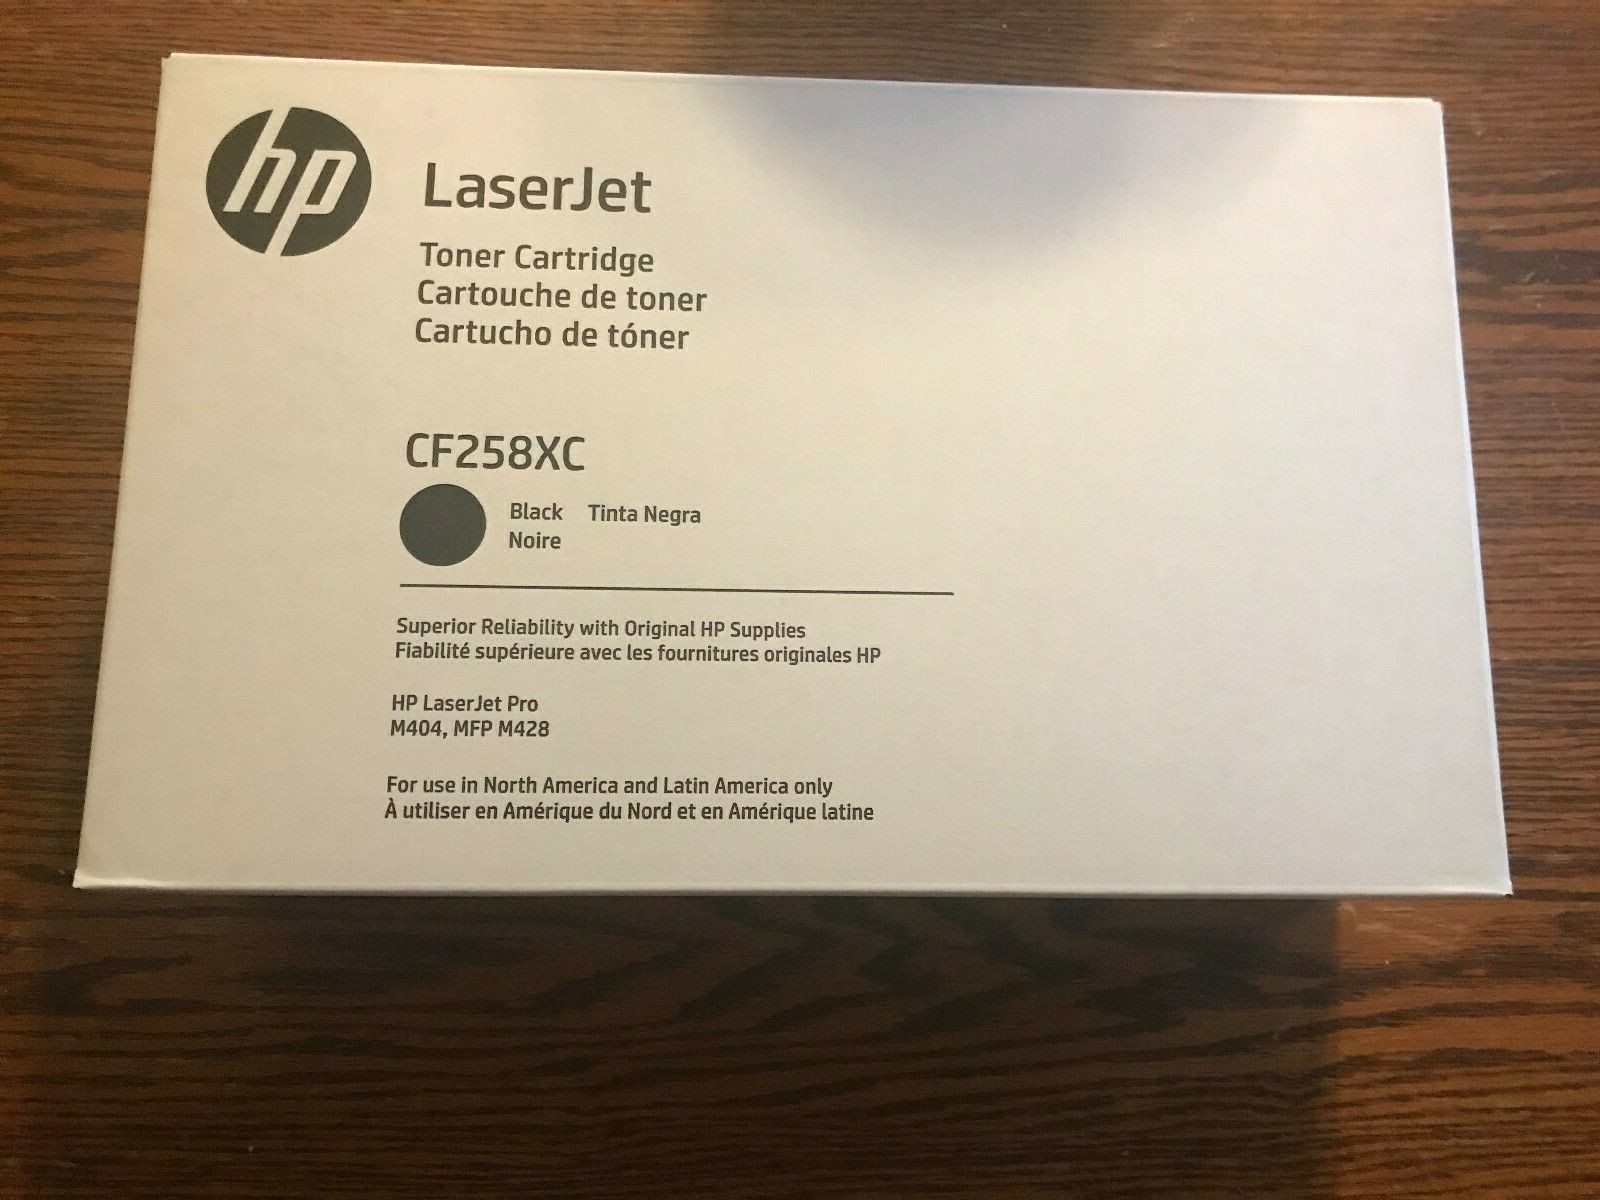 hp
LaserJet
Toner Cartridge
Cartouche de toner
Cartucho de tóner
CF258XC
Black Tinta Negra
Noire
Superior Reliability with Original HP Supplies
Fiabilité supérieure avec les fournitures originales HP
HP LaserJet Pro
M404, MFP M428
For use in North America and Latin America only
À utiliser en Amérique du Nord et en Amérique latine